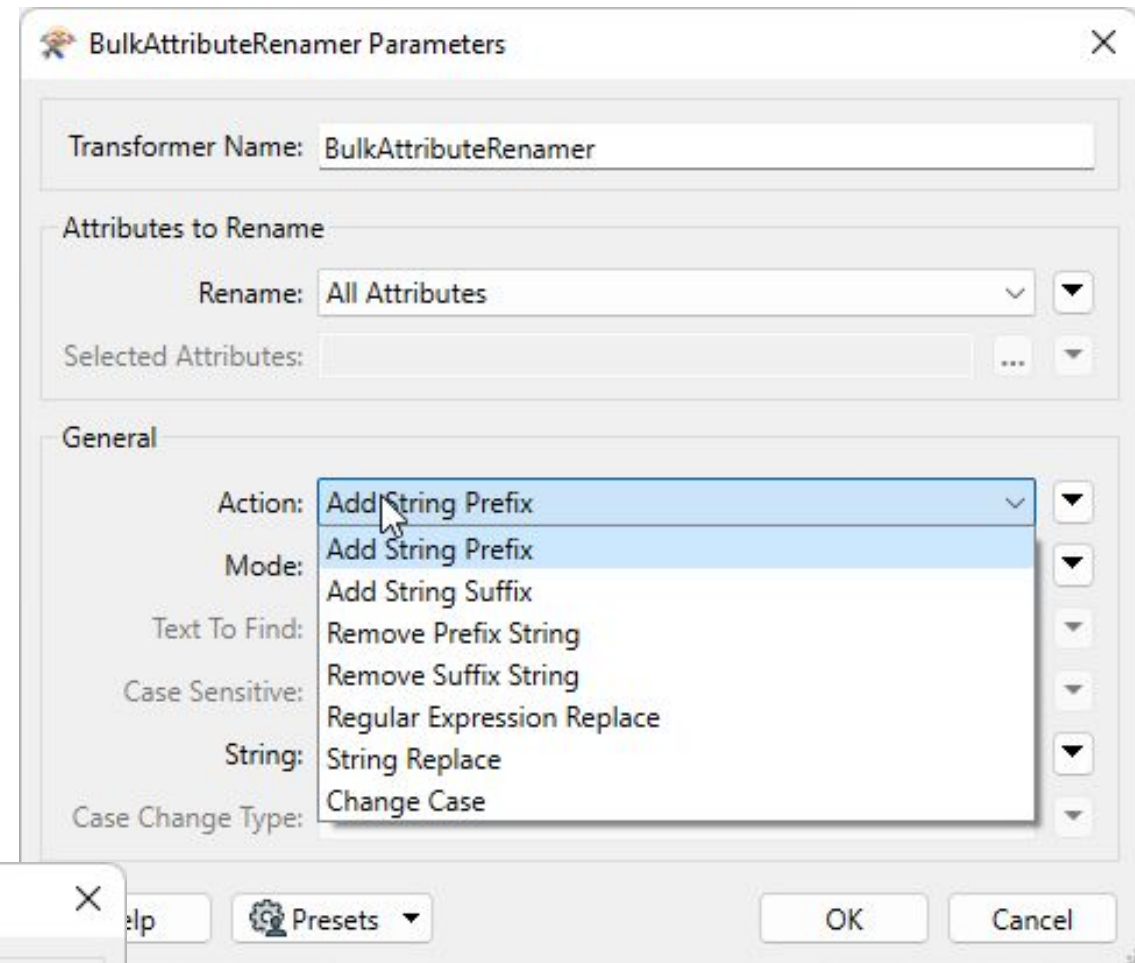 BulkAttributeRenamer Parameters
Transformer Name: BulkAttributeRenamer
Attributes to Rename
Rename: All Attributes
Selected Attributes: ...
General
Action: Add String Prefix
Mode: Add String Prefix
Add String Suffix
Text To Find: Remove Prefix String
Case Sensitive: Remove Suffix String
Regular Expression Replace
String: String Replace
Case Change Type: Change Case
elp Presets OK Cancel